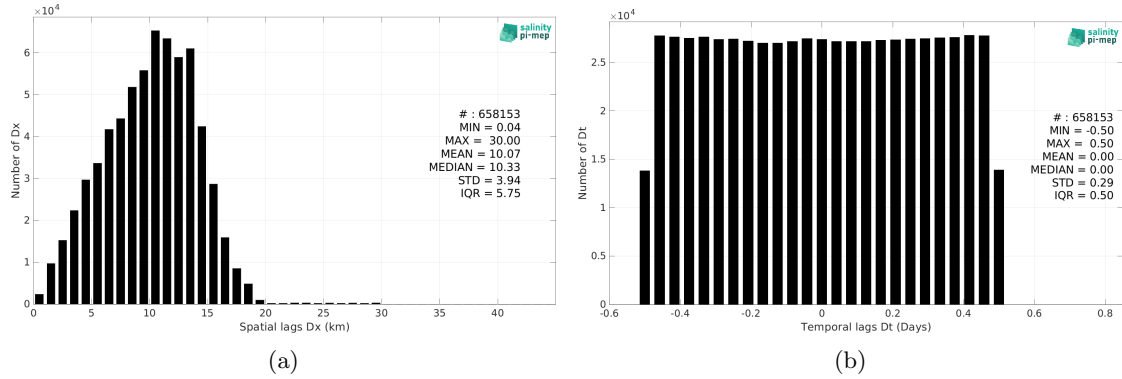 ×10⁴
6
5
4
3
2
1
0
Number of Dx
0 5 10 15 20 25 30 35 40
Spatial lags Dx (km)
salinity
pi-mep
# : 658153
MIN = 0.04
MAX = 30.00
MEAN = 10.07
MEDIAN = 10.33
STD = 3.94
IQR = 5.75
(a)
×10⁴
2.5
2
1.5
1
0.5
0
Number of Dt
-0.6 -0.4 -0.2 0 0.2 0.4 0.6 0.8
Temporal lags Dt (Days)
salinity
pi-mep
# : 658153
MIN = -0.50
MAX = 0.50
MEAN = 0.00
MEDIAN = 0.00
STD = 0.29
IQR = 0.50
(b)